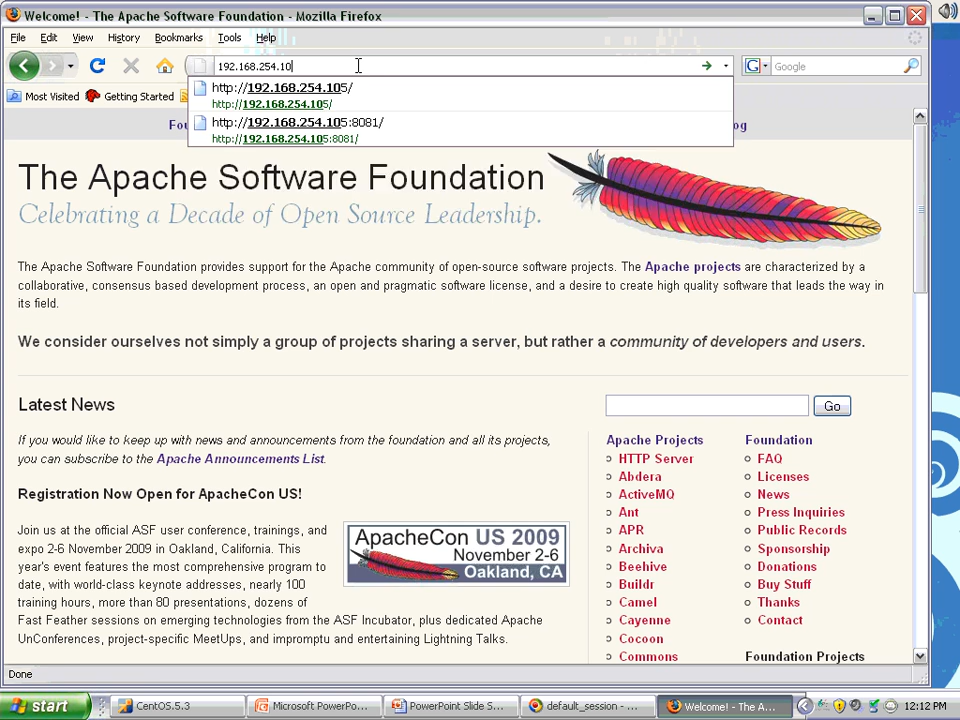 Welcome! - The Apache Software Foundation - Mozilla Firefox
File Edit View History Bookmarks Tools Help
192.168.254.10
Google
http://192.168.254.105/
http://192.168.254.105/
http://192.168.254.105:8081/
http://192.168.254.105:8081/
Most Visited Getting Started
Fou
og
The Apache Software Foundation
Celebrating a Decade of Open Source Leadership.
The Apache Software Foundation provides support for the Apache community of open-source software projects. The Apache projects are characterized by a
collaborative, consensus based development process, an open and pragmatic software license, and a desire to create high quality software that leads the way in
its field.
We consider ourselves not simply a group of projects sharing a server, but rather a community of developers and users.
Latest News
Go
If you would like to keep up with news and announcements from the foundation and all its projects,
you can subscribe to the Apache Announcements List.
Registration Now Open for ApacheCon US!
Join us at the official ASF user conference, trainings, and
expo 2-6 November 2009 in Oakland, California. This
year's event features the most comprehensive program to
date, with world-class keynote addresses, nearly 100
training hours, more than 80 presentations, dozens of
Fast Feather sessions on emerging technologies from the ASF Incubator, plus dedicated Apache
UnConferences, project-specific MeetUps, and impromptu and entertaining Lightning Talks.
ApacheCon US 2009
November 2-6
Oakland, CA
Apache Projects
HTTP Server
Abdera
ActiveMQ
Ant
APR
Archiva
Beehive
Buildr
Camel
Cayenne
Cocoon
Commons
Foundation
FAQ
Licenses
News
Press Inquiries
Public Records
Sponsorship
Donations
Buy Stuff
Thanks
Contact
Foundation Projects
Done
start
CentOS.5.3
Microsoft PowerPo...
PowerPoint Slide S...
default_session - ...
Welcome! - The A...
12:12 PM